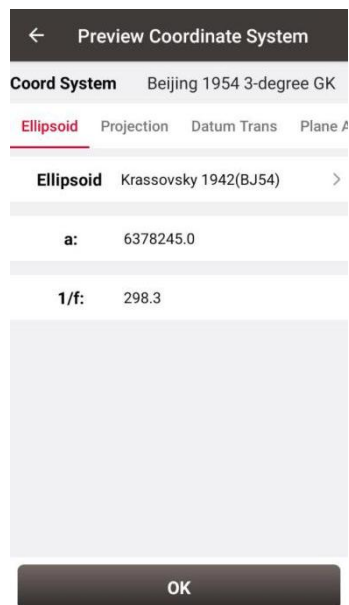 Preview Coordinate System
Coord System Beijing 1954 3-degree GK
Ellipsoid Projection Datum Trans Plane A
Ellipsoid Krassovsky 1942(BJ54)
a: 6378245.0
1/f: 298.3
OK